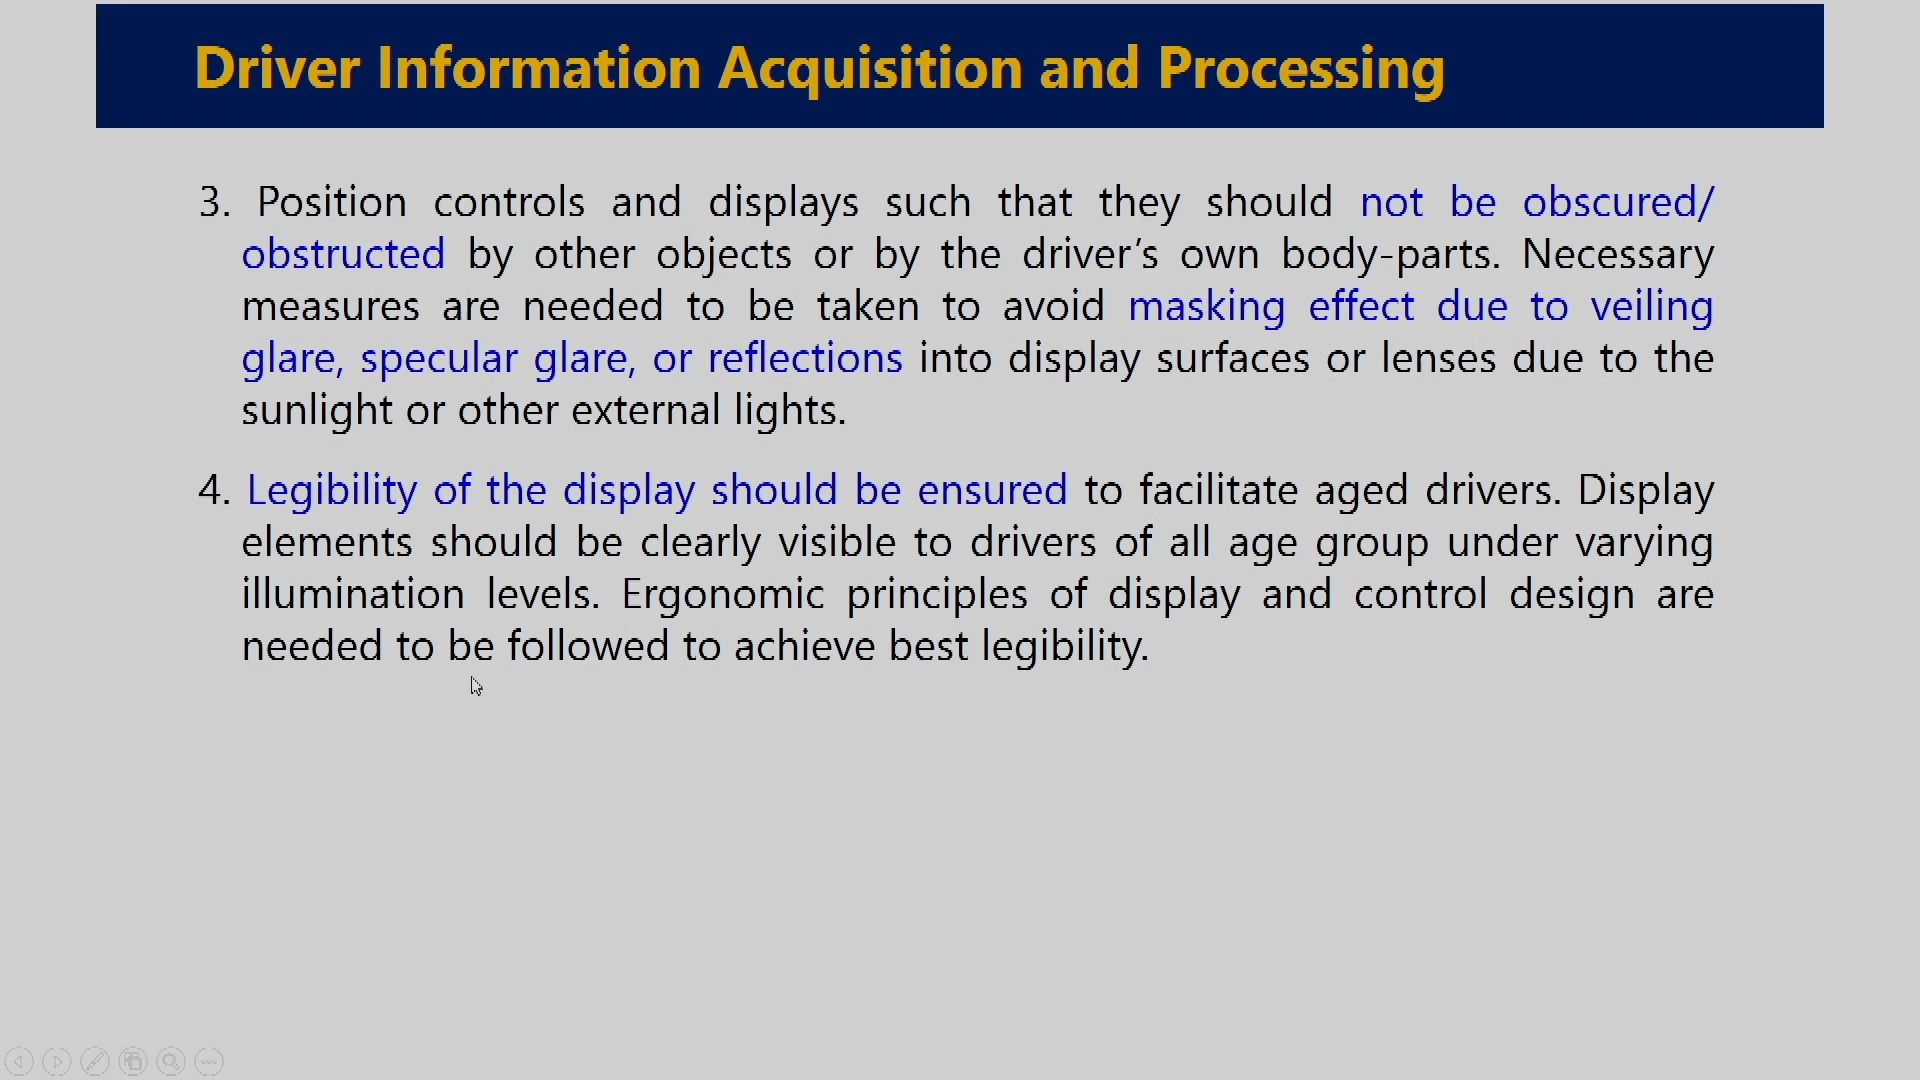 Driver Information Acquisition and Processing
3. Position controls and displays such that they should not be obscured/
obstructed by other objects or by the driver’s own body-parts. Necessary
measures are needed to be taken to avoid masking effect due to veiling
glare, specular glare, or reflections into display surfaces or lenses due to the
sunlight or other external lights.
4. Legibility of the display should be ensured to facilitate aged drivers. Display
elements should be clearly visible to drivers of all age group under varying
illumination levels. Ergonomic principles of display and control design are
needed to be followed to achieve best legibility.